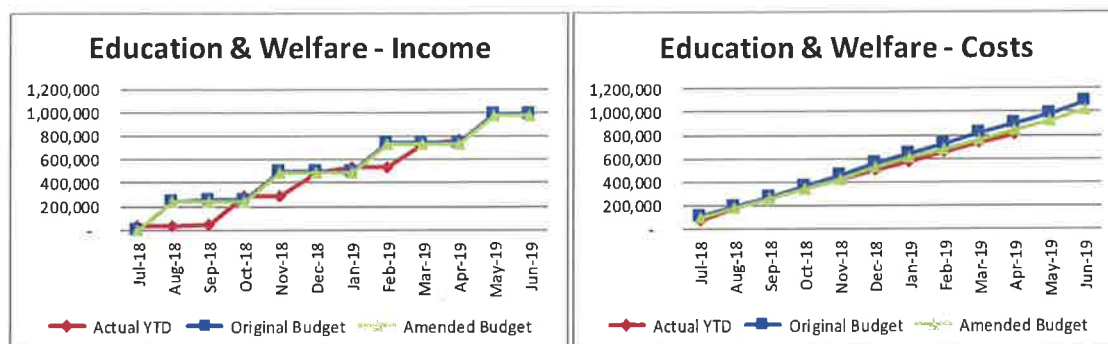 Education & Welfare - Income
1,200,000
1,000,000
800,000
600,000
400,000
200,000
-
Jul-18
Aug-18
Sep-18
Oct-18
Nov-18
Dec-18
Jan-19
Feb-19
Mar-19
Apr-19
May-19
Jun-19
Actual YTD Original Budget Amended Budget
Education & Welfare - Costs
1,200,000
1,000,000
800,000
600,000
400,000
200,000
-
Jul-18
Aug-18
Sep-18
Oct-18
Nov-18
Dec-18
Jan-19
Feb-19
Mar-19
Apr-19
May-19
Jun-19
Actual YTD Original Budget Amended Budget